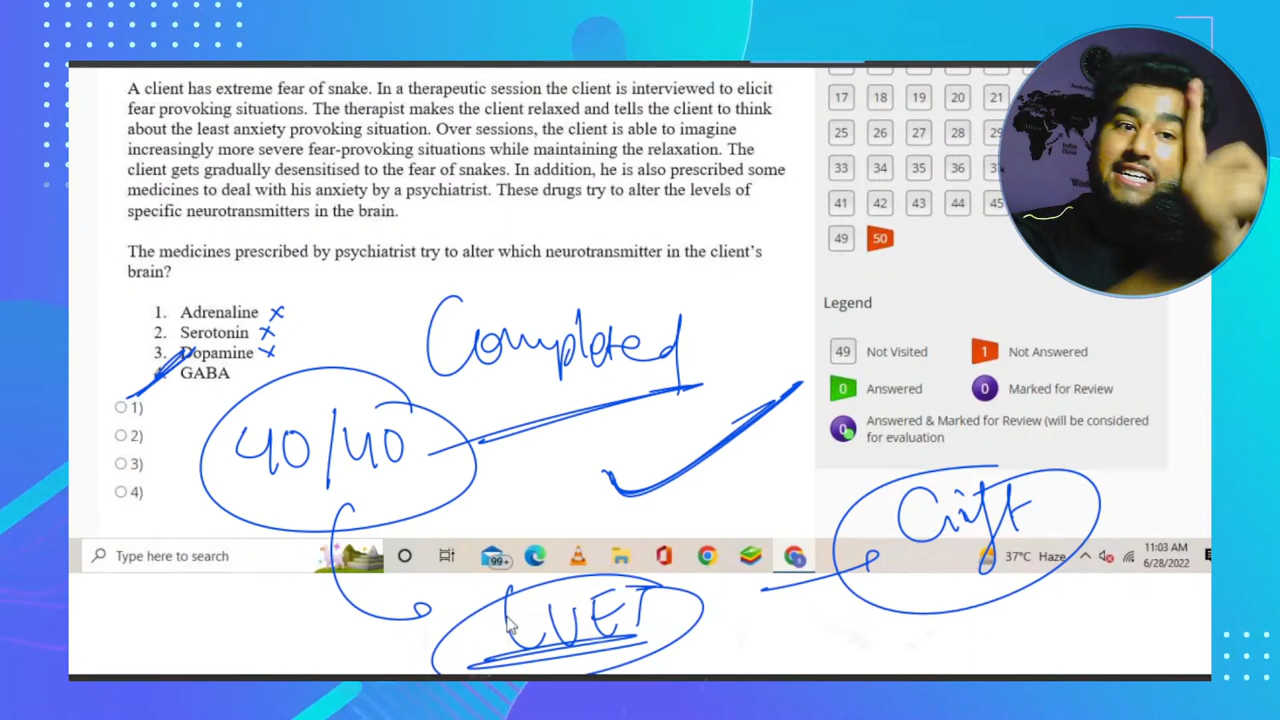 A client has extreme fear of snake. In a therapeutic session the client is interviewed to elicit
fear provoking situations. The therapist makes the client relaxed and tells the client to think
about the least anxiety provoking situation. Over sessions, the client is able to imagine
increasingly more severe fear-provoking situations while maintaining the relaxation. The
client gets gradually desensitised to the fear of snakes. In addition, he is also prescribed some
medicines to deal with his anxiety by a psychiatrist. These drugs try to alter the levels of
specific neurotransmitters in the brain.
The medicines prescribed by psychiatrist try to alter which neurotransmitter in the client's
brain?
1. Adrenaline x
2. Serotonin x
3. Dopamine x
GABA
1)
2)
3)
4)
Completed
40/40
17 18 19 20 21
25 26 27 28 29
33 34 35 36
41 42 43 44 45
49 50
Legend
49 Not Visited
1 Not Answered
0 Answered
0 Marked for Review
0 Answered & Marked for Review (will be considered
for evaluation
Type here to search
99+
37°C Haze
11:03 AM
6/28/2022
CUET